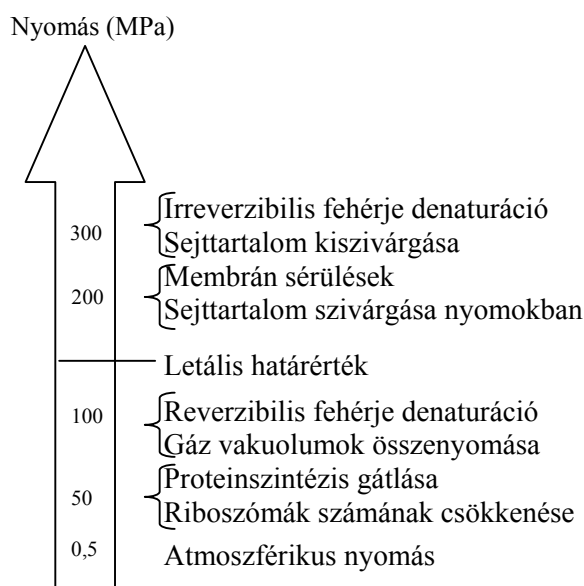 Nyomás (MPa)
Irreverzibilis fehérje denaturáció
300
Sejttartalom kiszivárgása
Membrán sérülések
200
Sejttartalom szivárgása nyomokban
Letális határérték
100
Reverzibilis fehérje denaturáció
Gáz vakuolumok összenyomása
Proteinszintézis gátlása
50
Riboszómák számának csökkenése
0,5
Atmoszférikus nyomás